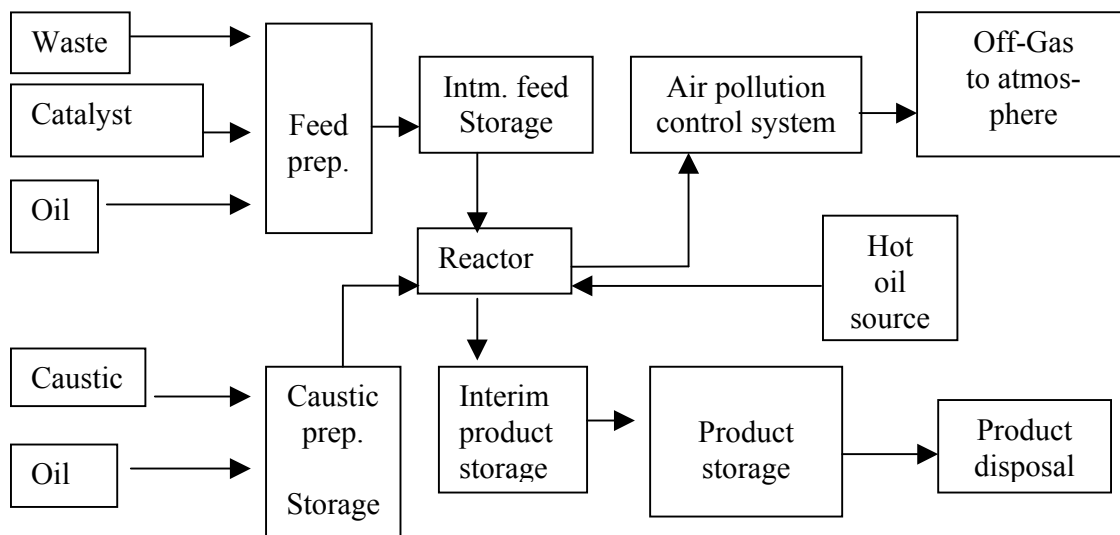 Waste
Catalyst
Oil
Feed
prep.
Intm. feed
Storage
Air pollution
control system
Off-Gas
to atmos-
phere
Reactor
Hot
oil
source
Caustic
Oil
Caustic
prep.
Storage
Interim
product
storage
Product
storage
Product
disposal